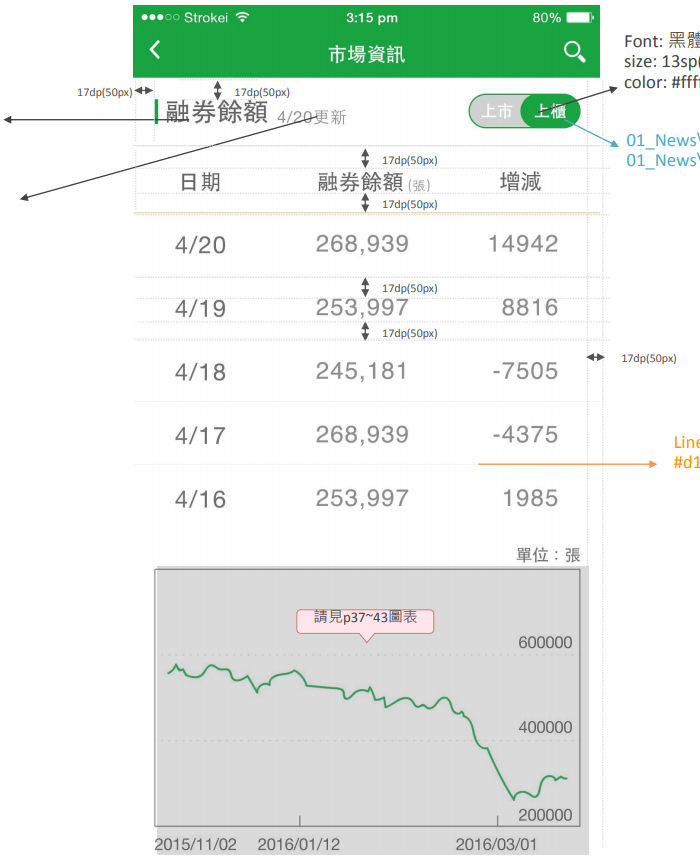 Strokei 3:15 pm 80%
市場資訊
Font: 黑體
size: 13sp(
color: #fff
17dp(50px) 17dp(50px)
融券餘額 4/20更新 上市 上櫃
01_News\
01_News\
17dp(50px)
日期 融券餘額 (張) 增減
17dp(50px)
4/20 268,939 14942
17dp(50px)
4/19 253,997 8816
17dp(50px)
17dp(50px)
4/18 245,181 -7505
4/17 268,939 -4375
Line
#d1
4/16 253,997 1985
單位：張
請見p37~43圖表
600000
400000
200000
2015/11/02 2016/01/12 2016/03/01